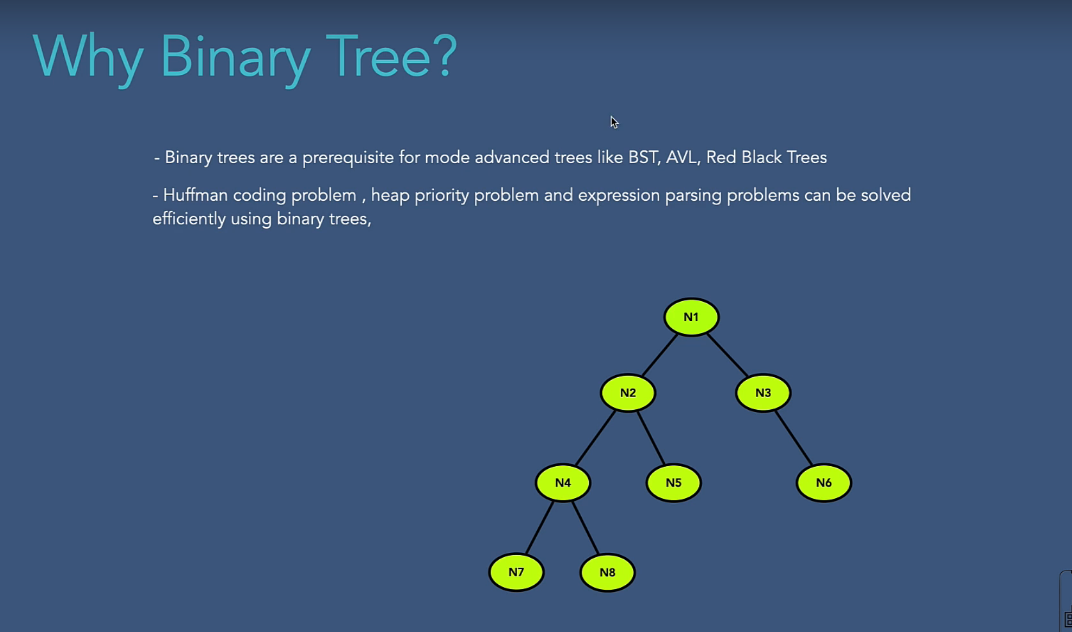 Why Binary Tree?
- Binary trees are a prerequisite for mode advanced trees like BST, AVL, Red Black Trees
- Huffman coding problem , heap priority problem and expression parsing problems can be solved
efficiently using binary trees,
N1
N2
N3
N4
N5
N6
N7
N8